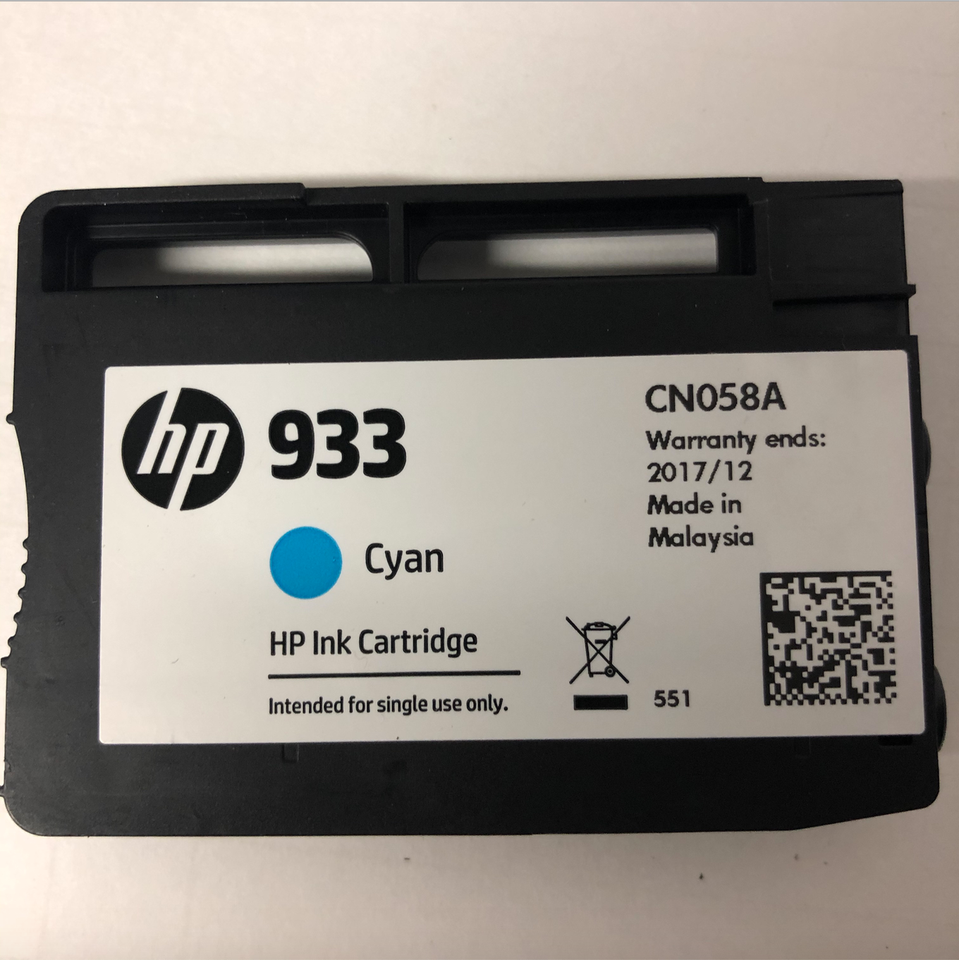 hp 933
Cyan
HP Ink Cartridge
Intended for single use only.
CN058A
Warranty ends:
2017/12
Made in
Malaysia
551